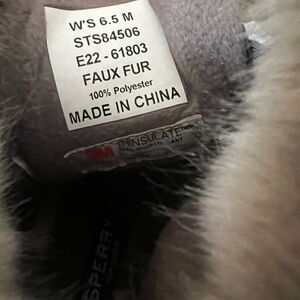 W'S 6.5 M
STS84506
E22 - 61803
FAUX FUR
100% Polyester
MADE IN CHINA
3M THINSULATE
SPERRY